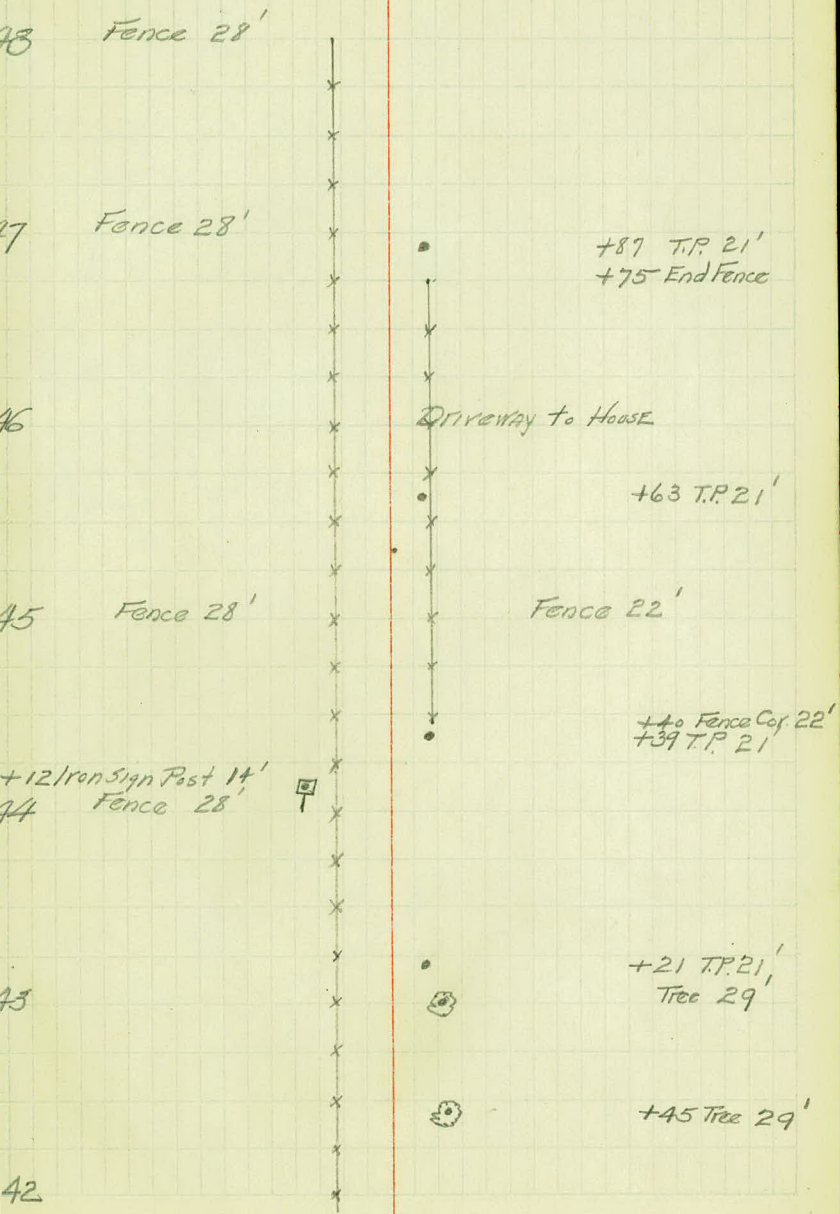 48 Fence 28'
47 Fence 28'
+87 T.P. 21'
+75 End Fence
46 Driveway to House
+63 T.P. 21'
45 Fence 28' Fence 22'
+40 Fence Cor. 22'
+39 T.P. 21'
+12 Iron Sign Post 14'
44 Fence 28'
+21 T.P. 21'
43 Tree 29'
+45 Tree 29'
42